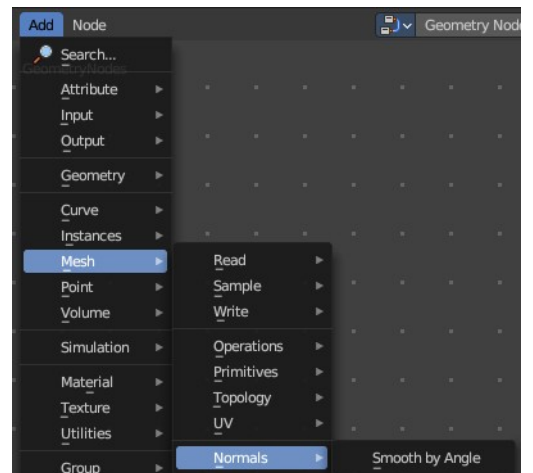 Add Node Geometry Node
Search...
GeometryNodes
Attribute
Input
Output
Geometry
Curve
Instances
Mesh
Point
Volume
Simulation
Material
Texture
Utilities
Group
Read
Sample
Write
Operations
Primitives
Topology
UV
Normals
Smooth by Angle